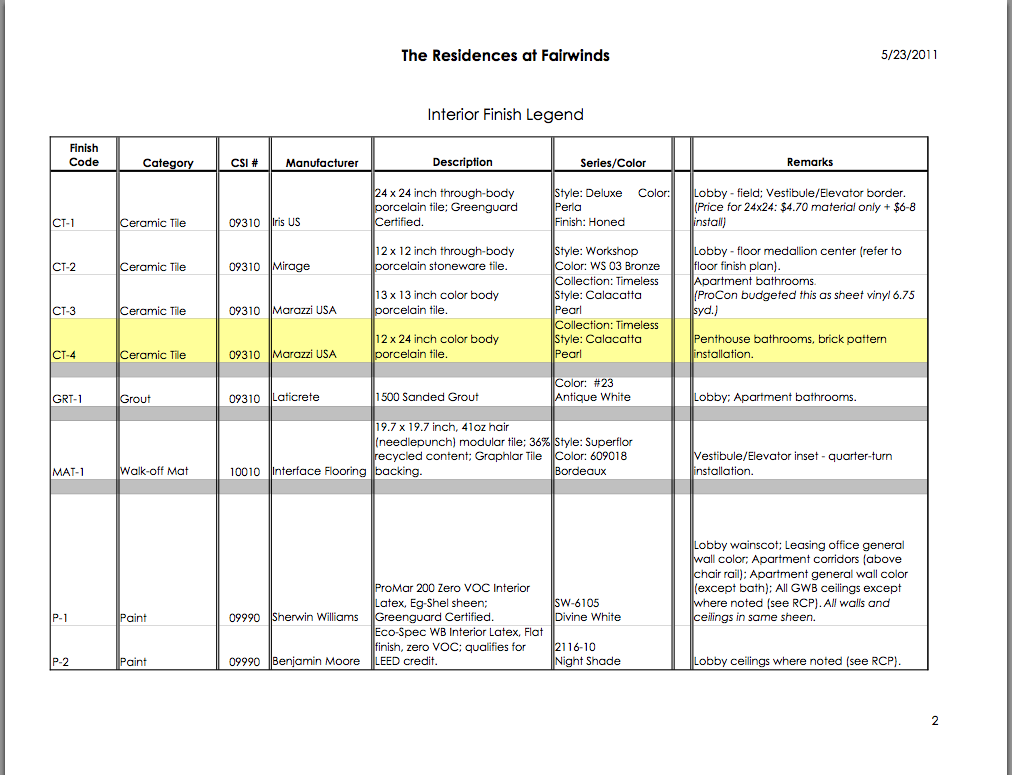 The Residences at Fairwinds
5/23/2011
Interior Finish Legend
Finish
Code
Category
CSI #
Manufacturer
Description
Series/Color
Remarks
CT-1
Ceramic Tile
09310
Iris US
24 x 24 inch through-body
porcelain tile; Greenguard
Certified.
Style: Deluxe Color:
Perla
Finish: Honed
Lobby - field; Vestibule/Elevator border.
(Price for 24x24: $4.70 material only + $6-8
install)
CT-2
Ceramic Tile
09310
Mirage
12 x 12 inch through-body
porcelain stoneware tile.
Style: Workshop
Color: WS 03 Bronze
Lobby - floor medallion center (refer to
floor finish plan).
CT-3
Ceramic Tile
09310
Marazzi USA
13 x 13 inch color body
porcelain tile.
Collection: Timeless
Style: Calacatta
Pearl
Apartment bathrooms.
(ProCon budgeted this as sheet vinyl 6.75
syd.)
CT-4
Ceramic Tile
09310
Marazzi USA
12 x 24 inch color body
porcelain tile.
Collection: Timeless
Style: Calacatta
Pearl
Penthouse bathrooms, brick pattern
installation.
GRT-1
Grout
09310
Laticrete
1500 Sanded Grout
Color: #23
Antique White
Lobby; Apartment bathrooms.
MAT-1
Walk-off Mat
10010
Interface Flooring
19.7 x 19.7 inch, 41oz hair
(needlepunch) modular tile; 36%
recycled content; Graphlar Tile
backing.
Style: Superflor
Color: 609018
Bordeaux
Vestibule/Elevator inset - quarter-turn
installation.
P-1
Paint
09990
Sherwin Williams
ProMar 200 Zero VOC Interior
Latex, Eg-Shel sheen;
Greenguard Certified.
SW-6105
Divine White
Lobby wainscot; Leasing office general
wall color; Apartment corridors (above
chair rail); Apartment general wall color
(except bath); All GWB ceilings except
where noted (see RCP). All walls and
ceilings in same sheen.
P-2
Paint
09990
Benjamin Moore
Eco-Spec WB Interior Latex, Flat
finish, zero VOC; qualifies for
LEED credit.
2116-10
Night Shade
Lobby ceilings where noted (see RCP).
2